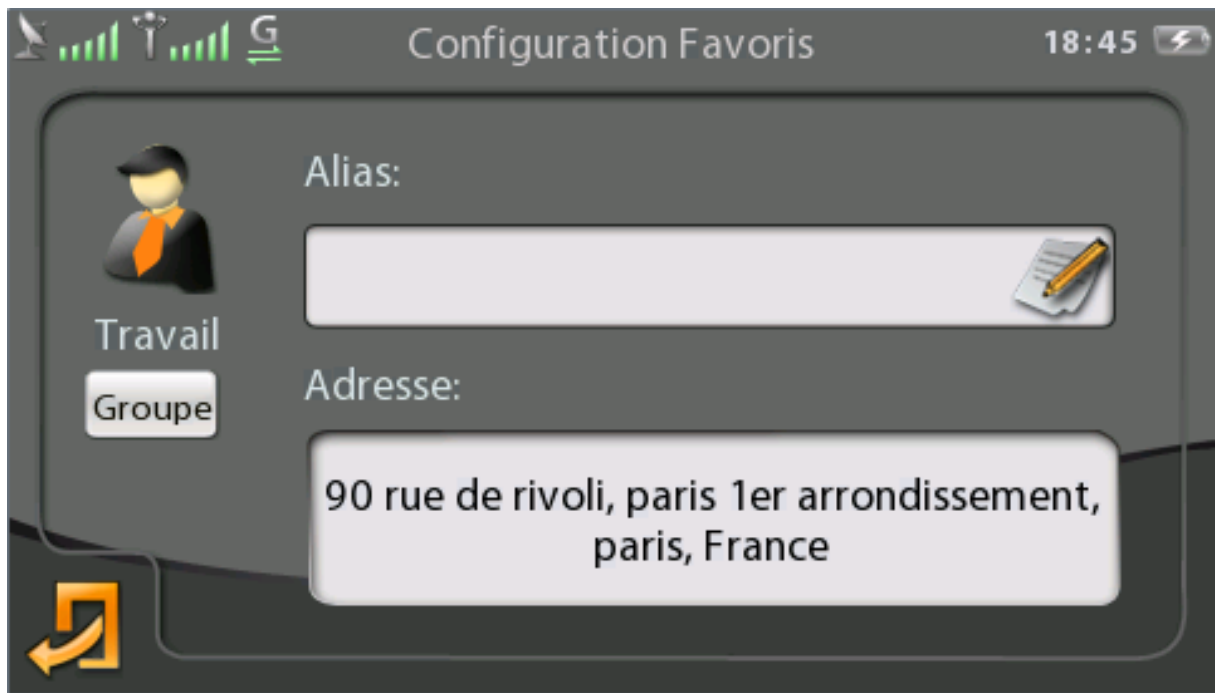 G
Configuration Favoris
18:45
Alias:
Travail
Groupe
Adresse:
90 rue de rivoli, paris 1er arrondissement,
paris, France